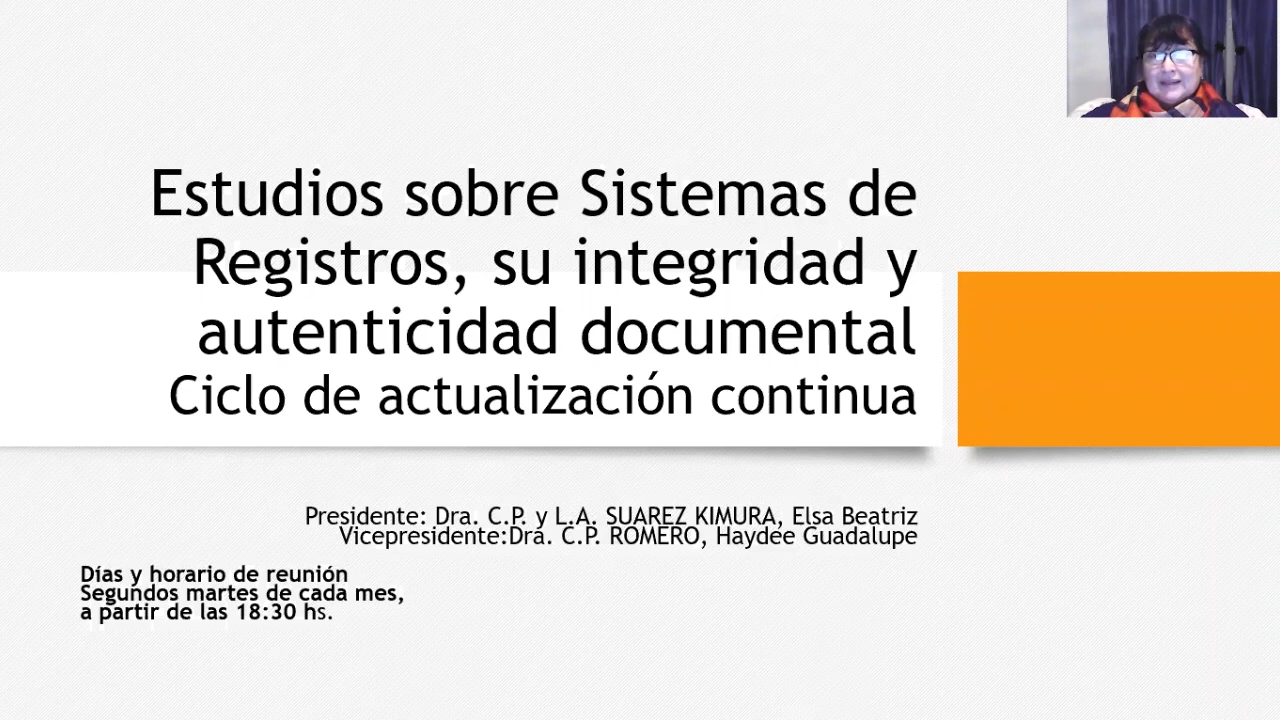 Estudios sobre Sistemas de
Registros, su integridad y
autenticidad documental
Ciclo de actualización continua
Presidente: Dra. C.P. y L.A. SUAREZ KIMURA, Elsa Beatriz
Vicepresidente:Dra. C.P. ROMERO, Haydee Guadalupe
Días y horario de reunión
Segundos martes de cada mes,
a partir de las 18:30 hs.